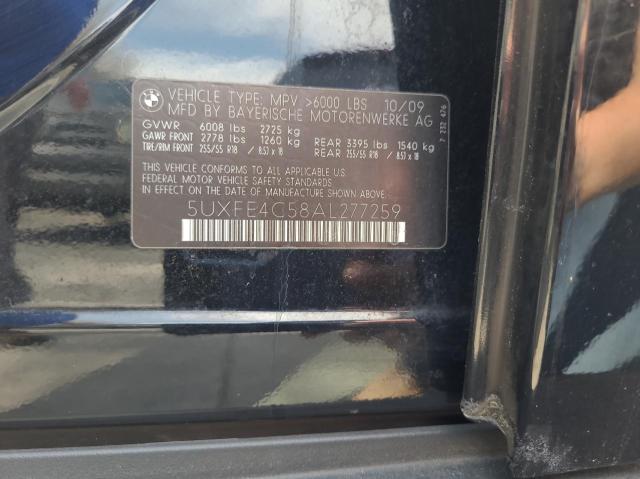 VEHICLE TYPE: MPV >6000 LBS 10/09
MFD BY BAYERISCHE MOTORENWERKE AG
GVWR 6008 lbs 2725 kg
GAWR FRONT 2778 lbs 1260 kg REAR 3395 lbs 1540 kg
TIRE/RIM FRONT 255/55 R18 / 8.5J x 18 REAR 255/55 R18 / 8.5J x 18
THIS VEHICLE CONFORMS TO ALL APPLICABLE U.S.
FEDERAL MOTOR VEHICLE SAFETY STANDARDS IN
EFFECT ON THE DATE OF MANUFACTURE SHOWN ABOVE.
5UXFE4C58AL277259
7 232 476